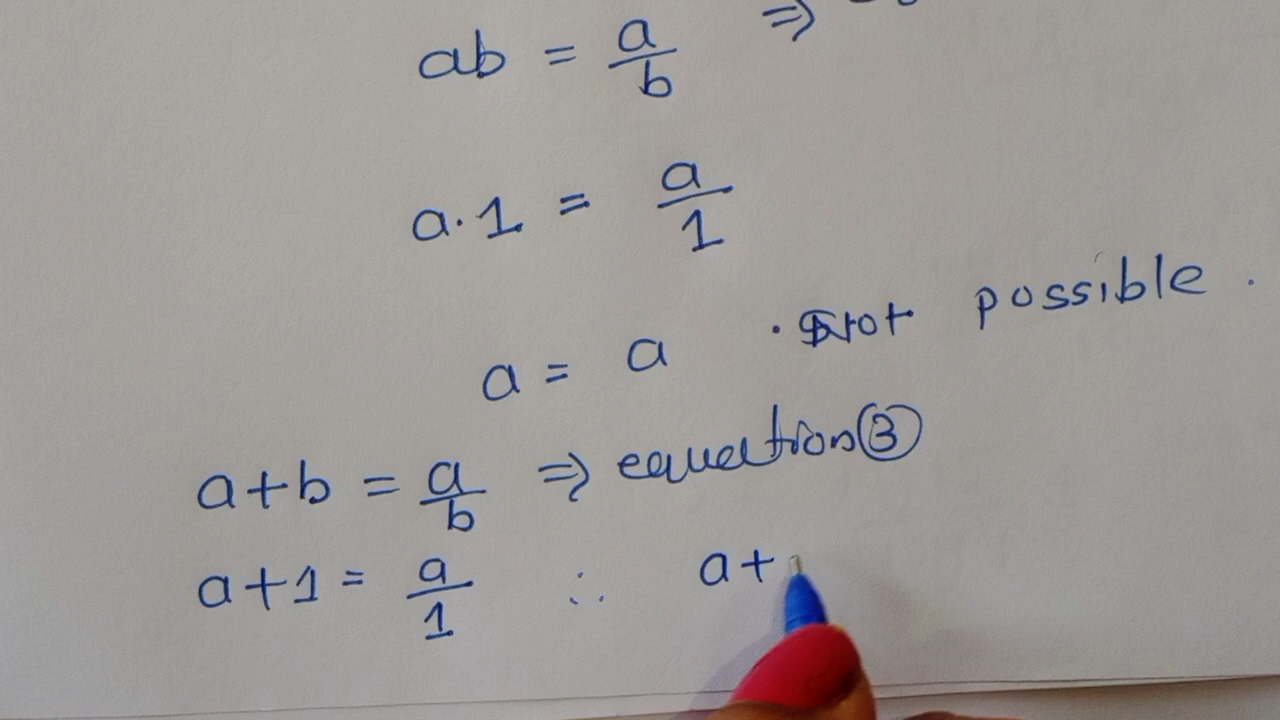 ab = a/b ⇒
a·1 = a/1
a = a · Not possible.
a+b = a/b ⇒ equation ③
a+1 = a/1 ∴ a+